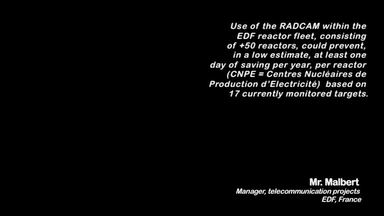 Use of the RADCAM within the
EDF reactor fleet, consisting
of +50 reactors, could prevent,
in a low estimate, at least one
day of saving per year, per reactor
(CNPE = Centres Nucléaires de
Production d'Electricité)  based on
17 currently monitored targets.
Mr. Malbert
Manager, telecommunication projects
EDF, France